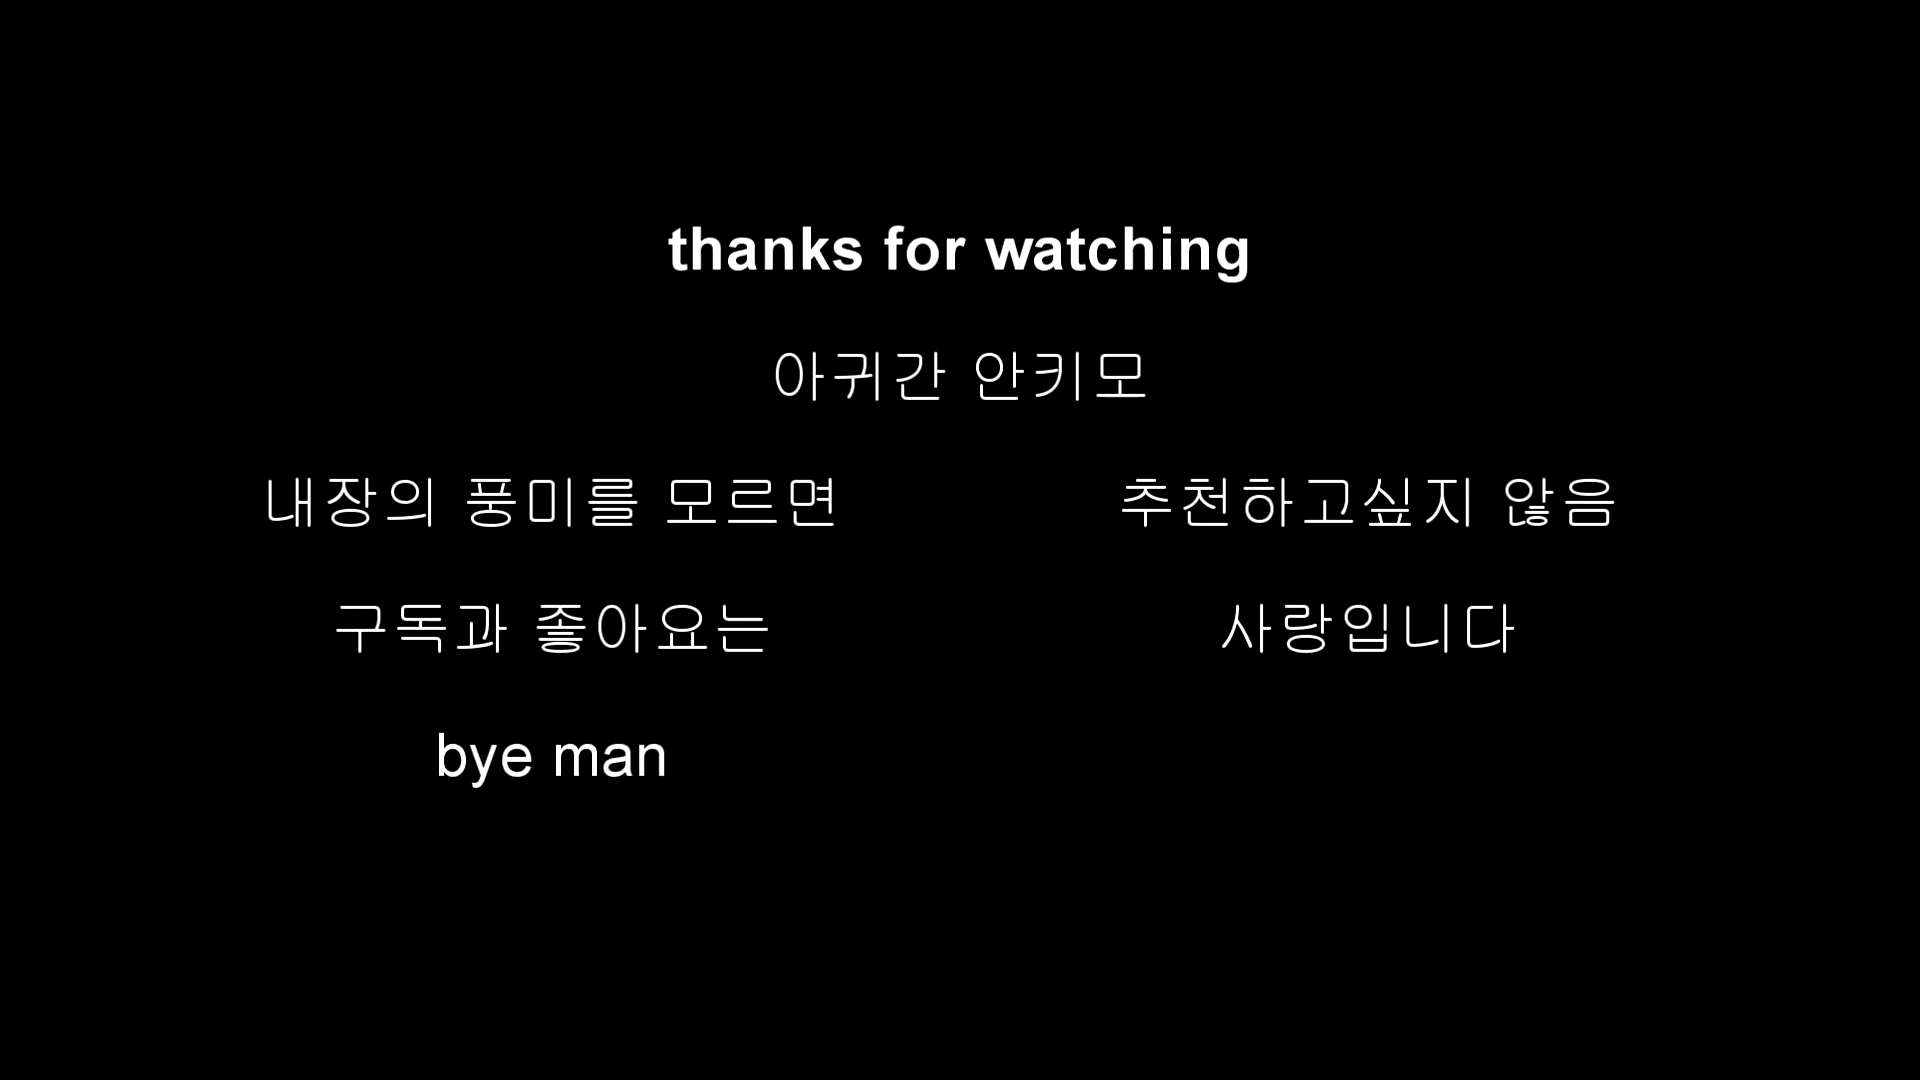 thanks for watching
아귀간 안키모
내장의 풍미를 모르면 추천하고싶지 않음
구독과 좋아요는 사랑입니다
bye man